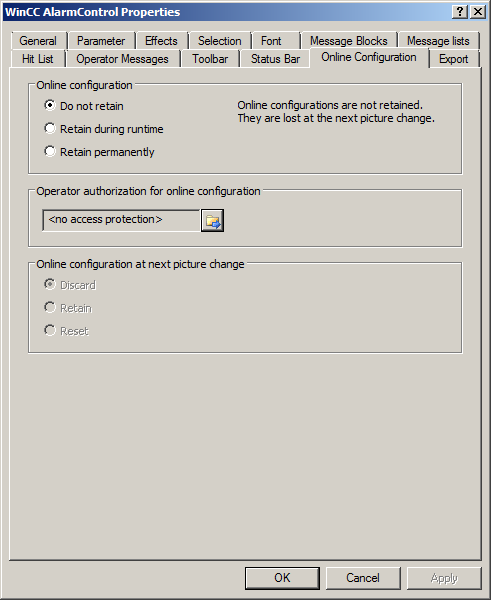 WinCC AlarmControl Properties
General Parameter Effects Selection Font Message Blocks Message lists
Hit List Operator Messages Toolbar Status Bar Online Configuration Export
Online configuration
Do not retain
Retain during runtime
Retain permanently
Online configurations are not retained.
They are lost at the next picture change.
Operator authorization for online configuration
<no access protection>
Online configuration at next picture change
Discard
Retain
Reset
OK Cancel Apply